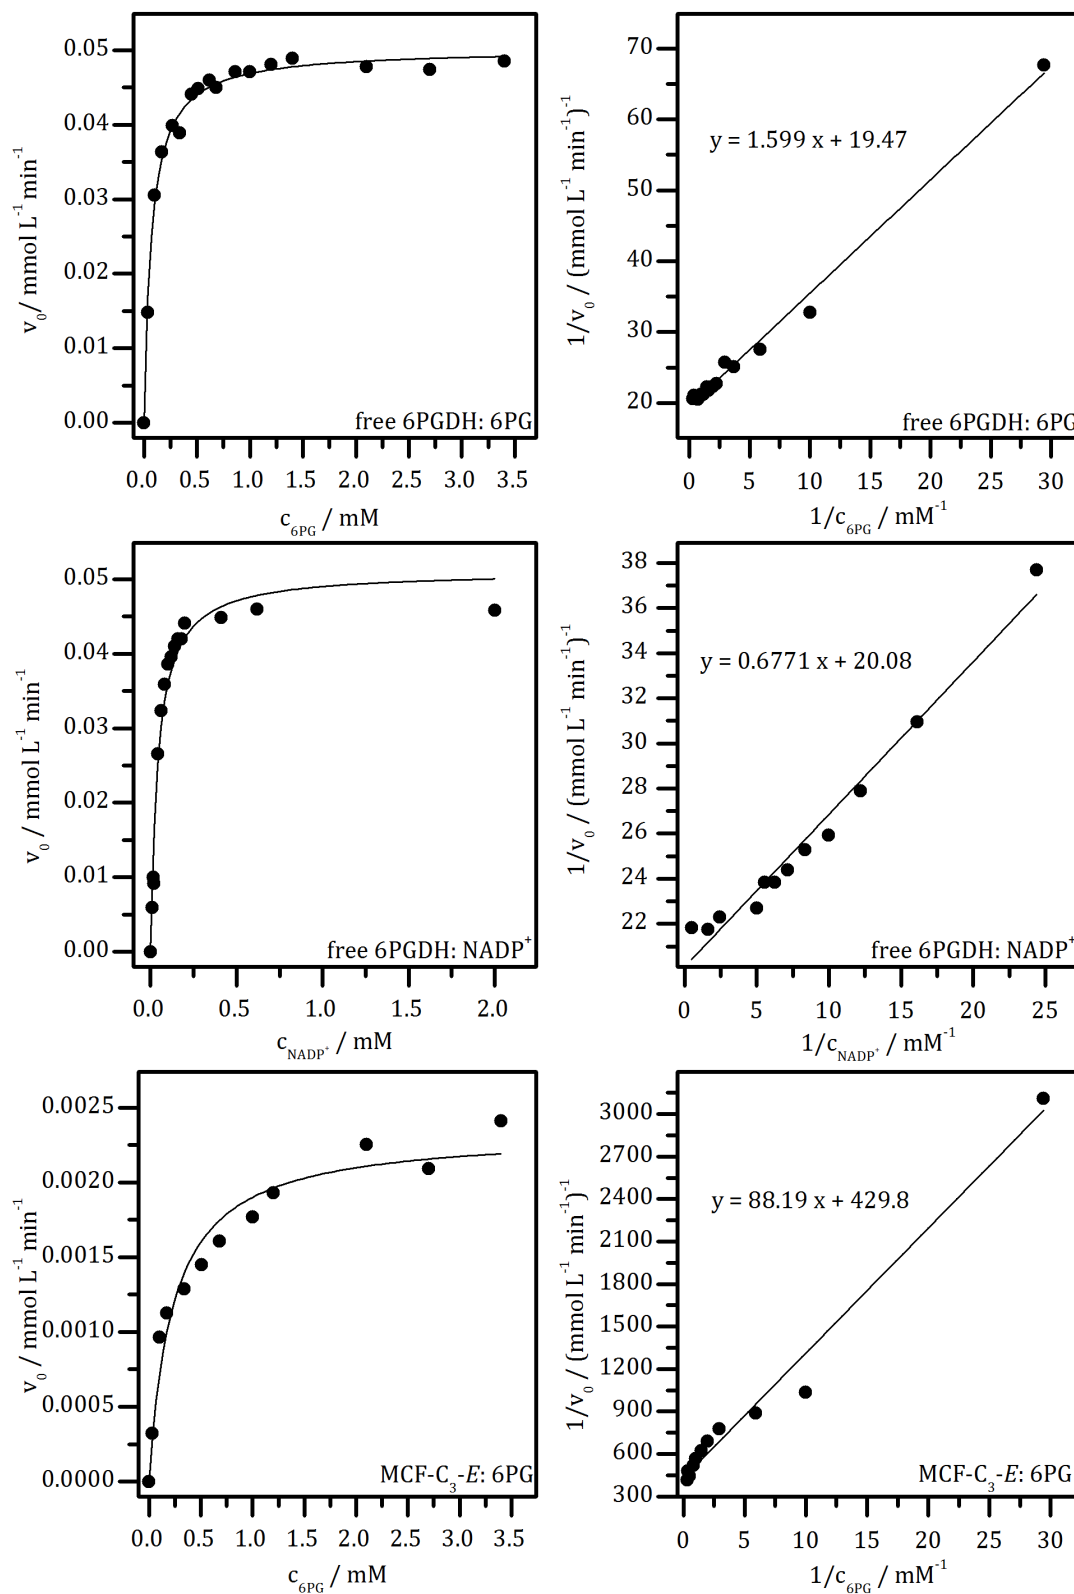 0.05
0.04
0.03
0.02
0.01
0.00
v₀/ mmol L⁻¹ min⁻¹
free 6PGDH: 6PG
0.0 0.5 1.0 1.5 2.0 2.5 3.0 3.5
c₆PG / mM
70
60
50
40
30
20
1/v₀ / (mmol L⁻¹ min⁻¹)⁻¹
y = 1.599 x + 19.47
free 6PGDH: 6PG
0 5 10 15 20 25 30
1/c₆PG / mM⁻¹
0.05
0.04
0.03
0.02
0.01
0.00
v₀ / mmol L⁻¹ min⁻¹
free 6PGDH: NADP⁺
0.0 0.5 1.0 1.5 2.0
c NADP⁺ / mM
38
36
34
32
30
28
26
24
22
1/v₀ / (mmol L⁻¹ min⁻¹)⁻¹
y = 0.6771 x + 20.08
free 6PGDH: NADP⁺
0 5 10 15 20 25
1/c NADP⁺ / mM⁻¹
0.0025
0.0020
0.0015
0.0010
0.0005
0.0000
v₀ / mmol L⁻¹ min⁻¹
MCF-C₃-E: 6PG
0.0 0.5 1.0 1.5 2.0 2.5 3.0 3.5
c₆PG / mM
3000
2700
2400
2100
1800
1500
1200
900
600
300
1/v₀ / (mmol L⁻¹ min⁻¹)⁻¹
y = 88.19 x + 429.8
MCF-C₃-E: 6PG
0 5 10 15 20 25 30
1/c₆PG / mM⁻¹